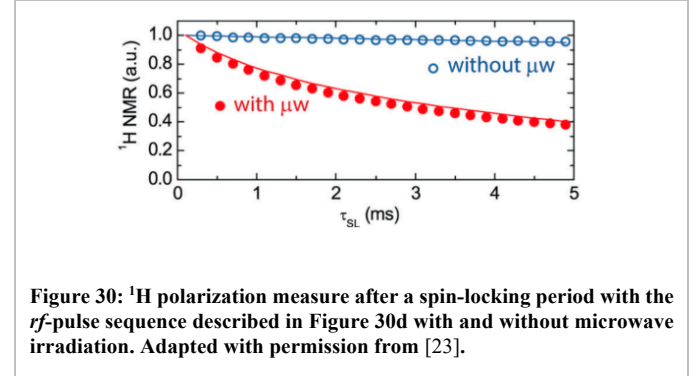 1.0
0.8
0.6
0.4
0.2
0.0
¹H NMR (a.u.)
without μw
with μw
0 1 2 3 4 5
τSL (ms)
Figure 30: ¹H polarization measure after a spin-locking period with the
rf-pulse sequence described in Figure 30d with and without microwave
irradiation. Adapted with permission from [23].